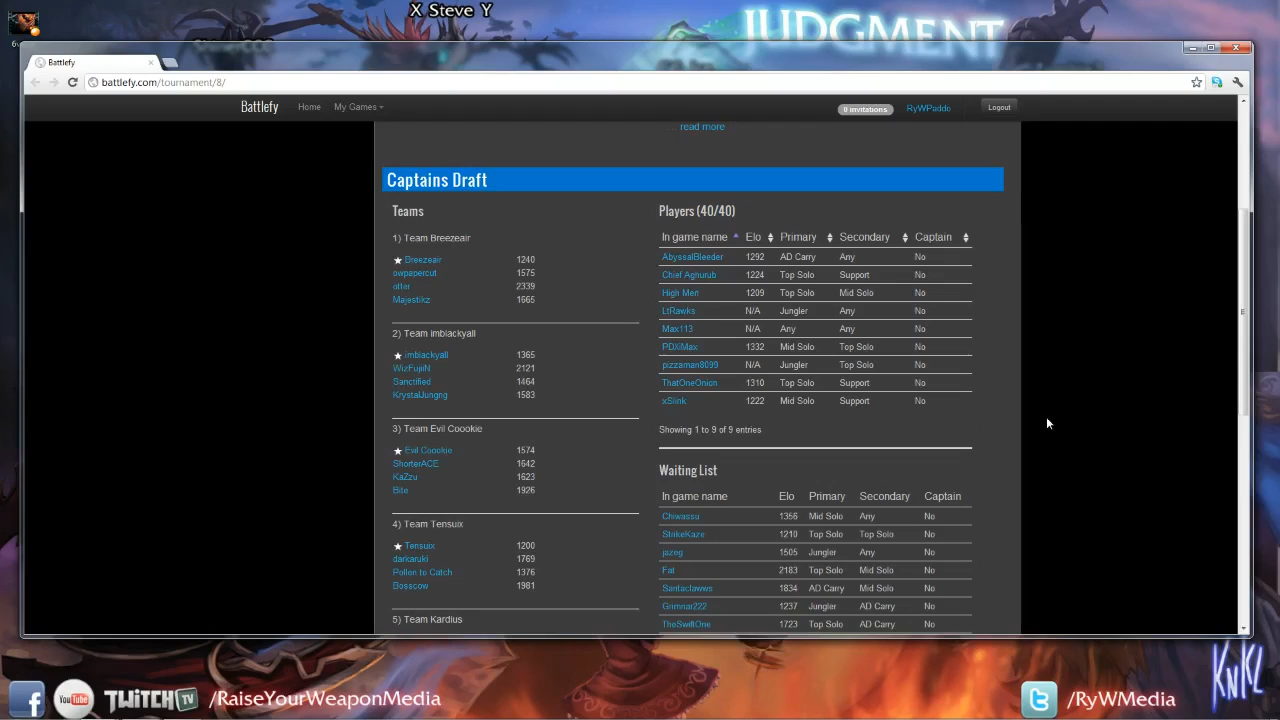 X Steve Y
JUDGMENT
Battlefy
battlefy.com/tournament/8/
Battlefy Home My Games 0 invitations RyWPaddo Logout
... read more
Captains Draft
Teams
1) Team Breezeair
Breezeair 1240
owpapercut 1575
otter 2339
Majestikz 1665
2) Team imblackyall
imblackyall 1365
WizFujiiN 2121
Sanctified 1464
KrystalJungng 1583
3) Team Evil Coookie
Evil Coookie 1574
ShorterACE 1642
KaZzu 1623
Bite 1926
4) Team Tensuix
Tensuix 1200
darkaruki 1769
Pollen to Catch 1376
Bosscow 1981
5) Team Kardius
Players (40/40)
In game name Elo Primary Secondary Captain
AbyssalBleeder 1292 AD Carry Any No
Chief Aghurub 1224 Top Solo Support No
High Men 1209 Top Solo Mid Solo No
LtRawks N/A Jungler Any No
Max113 N/A Any Any No
PDXiMax 1332 Mid Solo Top Solo No
pizzaman8099 N/A Jungler Top Solo No
ThatOneOnion 1310 Top Solo Support No
xSlink 1222 Mid Solo Support No
Showing 1 to 9 of 9 entries
Waiting List
In game name Elo Primary Secondary Captain
Chiwassu 1356 Mid Solo Any No
StrikeKaze 1210 Top Solo Top Solo No
jazeg 1505 Jungler Any No
Fat 2183 Top Solo Mid Solo No
Santaclawws 1834 AD Carry Mid Solo No
Grimnar222 1237 Jungler AD Carry No
TheSwiftOne 1723 Top Solo AD Carry No
KNKL
f You Tube TWITCH TV /RaiseYourWeaponMedia /RyWMedia